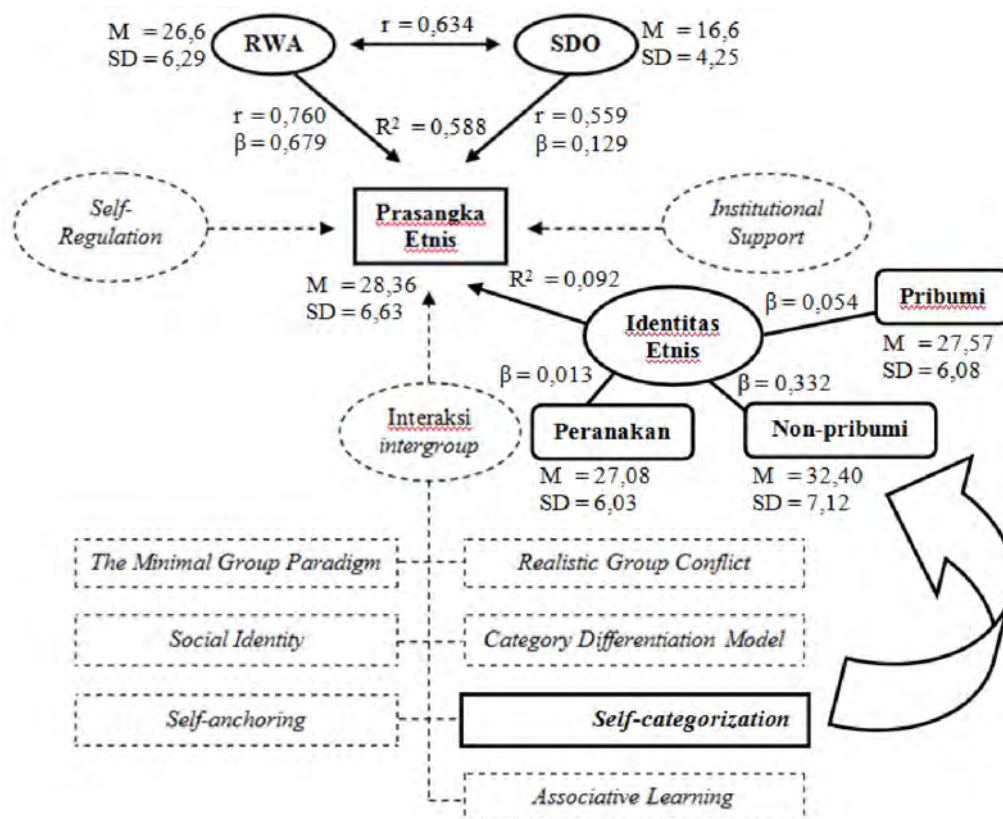 M = 26,6
SD = 6,29
RWA
r = 0,634
SDO
M = 16,6
SD = 4,25
r = 0,760
β = 0,679
R² = 0,588
r = 0,559
β = 0,129
Self-
Regulation
Prasangka
Etnis
Institutional
Support
M = 28,36
SD = 6,63
R² = 0,092
Identitas
Etnis
β = 0,054
Pribumi
M = 27,57
SD = 6,08
β = 0,013
β = 0,332
Interaksi
intergroup
Peranakan
M = 27,08
SD = 6,03
Non-pribumi
M = 32,40
SD = 7,12
The Minimal Group Paradigm
Realistic Group Conflict
Social Identity
Category Differentiation Model
Self-anchoring
Self-categorization
Associative Learning